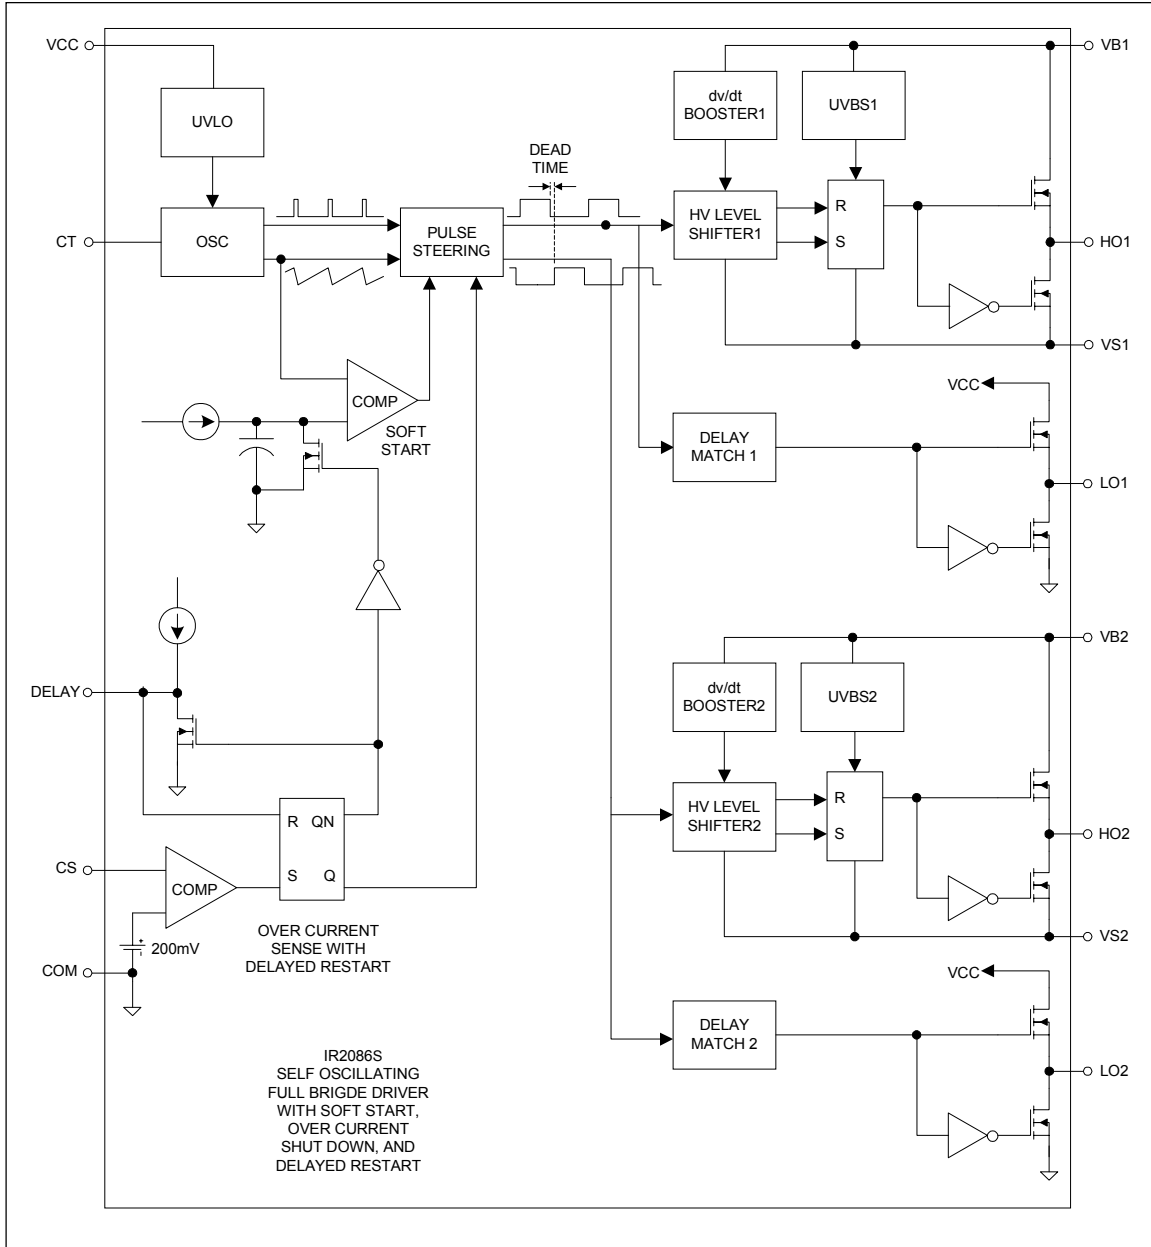 VCC
VB1
UVLO
dv/dt
BOOSTER1
UVBS1
DEAD
TIME
CT
OSC
PULSE
STEERING
HV LEVEL
SHIFTER1
R
S
HO1
VS1
COMP
SOFT
START
VCC
DELAY
MATCH 1
LO1
DELAY
VB2
dv/dt
BOOSTER2
UVBS2
HV LEVEL
SHIFTER2
R
S
HO2
R QN
S Q
CS
COMP
200mV
COM
OVER CURRENT
SENSE WITH
DELAYED RESTART
VS2
VCC
DELAY
MATCH 2
LO2
IR2086S
SELF OSCILLATING
FULL BRIGDE DRIVER
WITH SOFT START,
OVER CURRENT
SHUT DOWN, AND
DELAYED RESTART